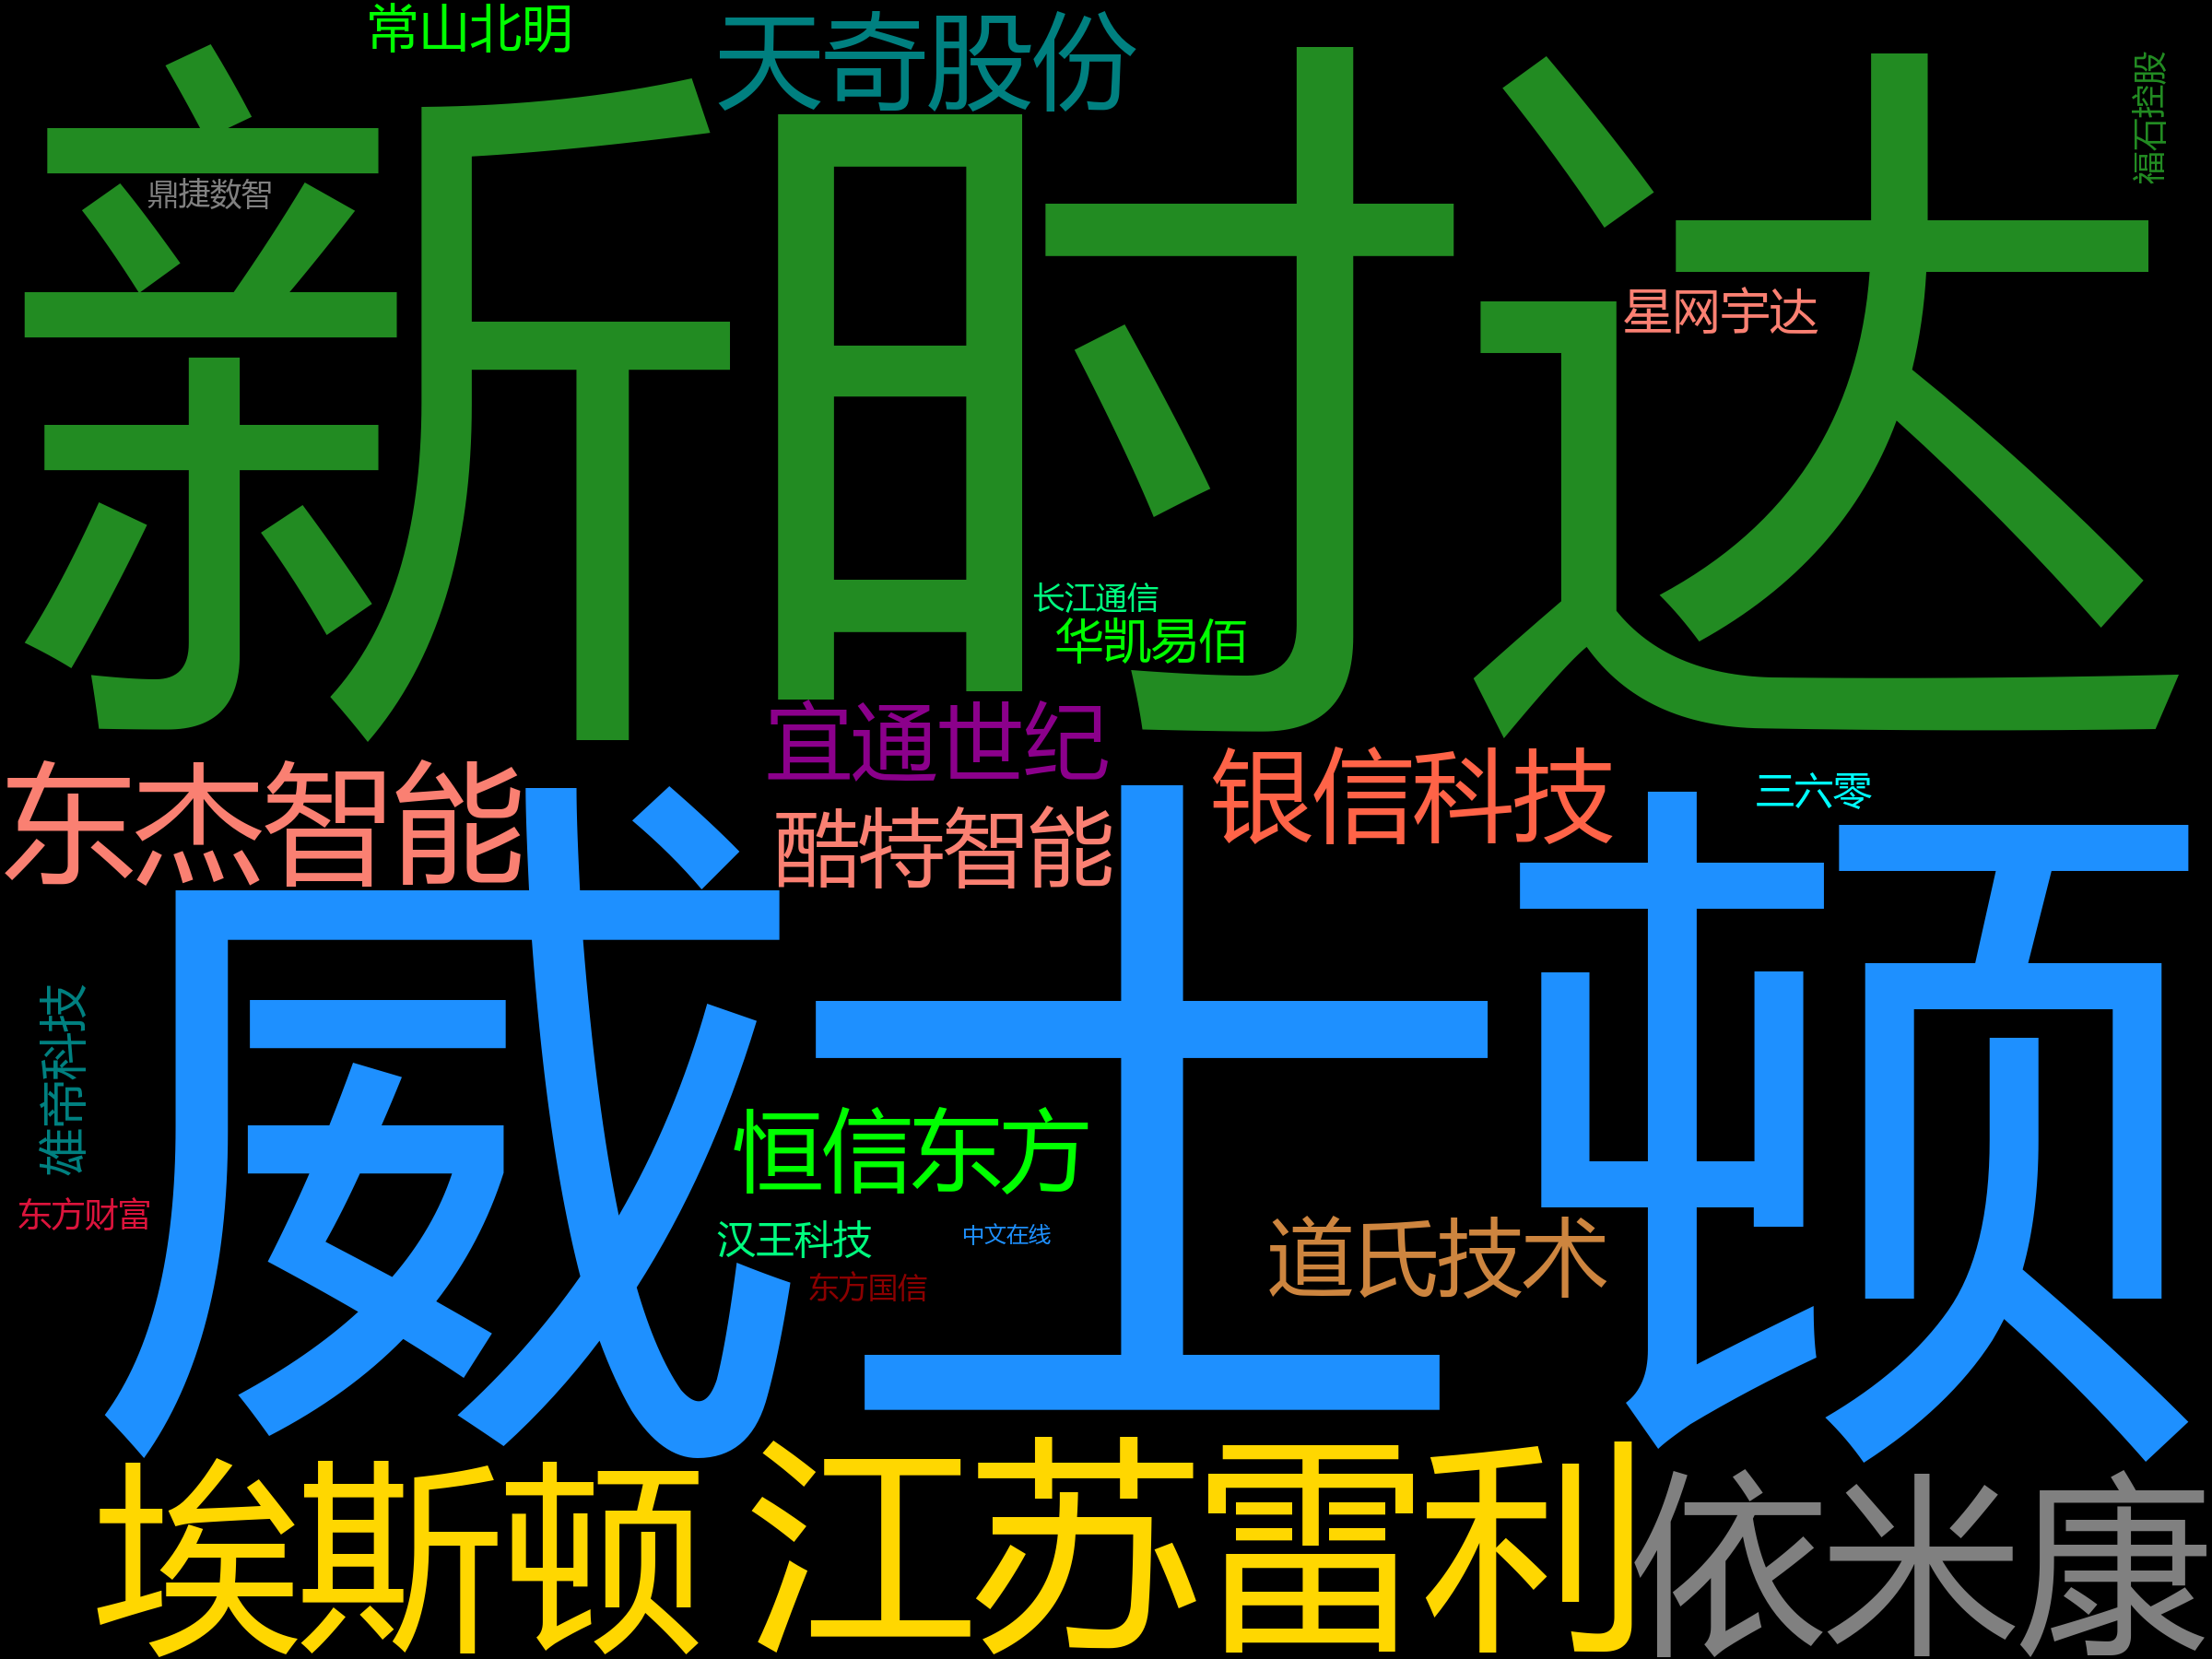 常山北明
天奇股份
新时达
福石控股
鼎捷数智
星网宇达
长江通信
华凯易佰
宜通世纪
银信科技
东杰智能
三六零
酷特智能
威士顿
雄帝科技
恒信东方
东方财富
汉王科技
中文在线
道氏技术
东方国信
埃斯顿
江苏雷利
依米康